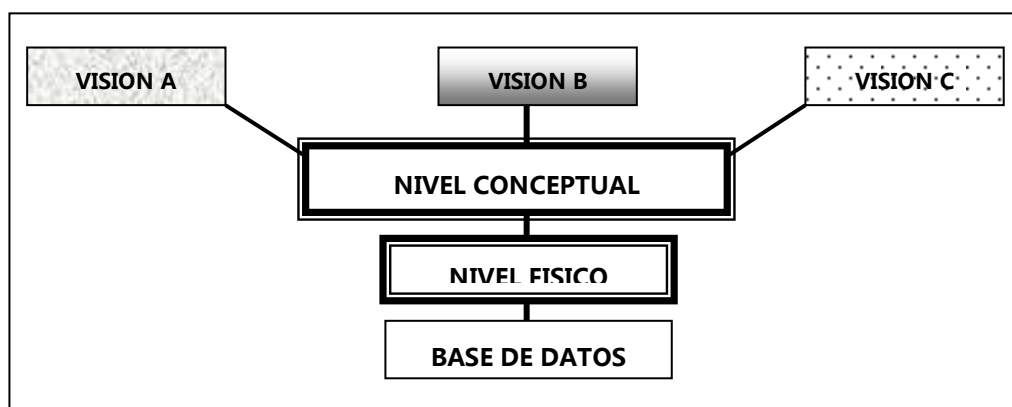 VISION A
VISION B
VISION C
NIVEL CONCEPTUAL
NIVEL FISICO
BASE DE DATOS